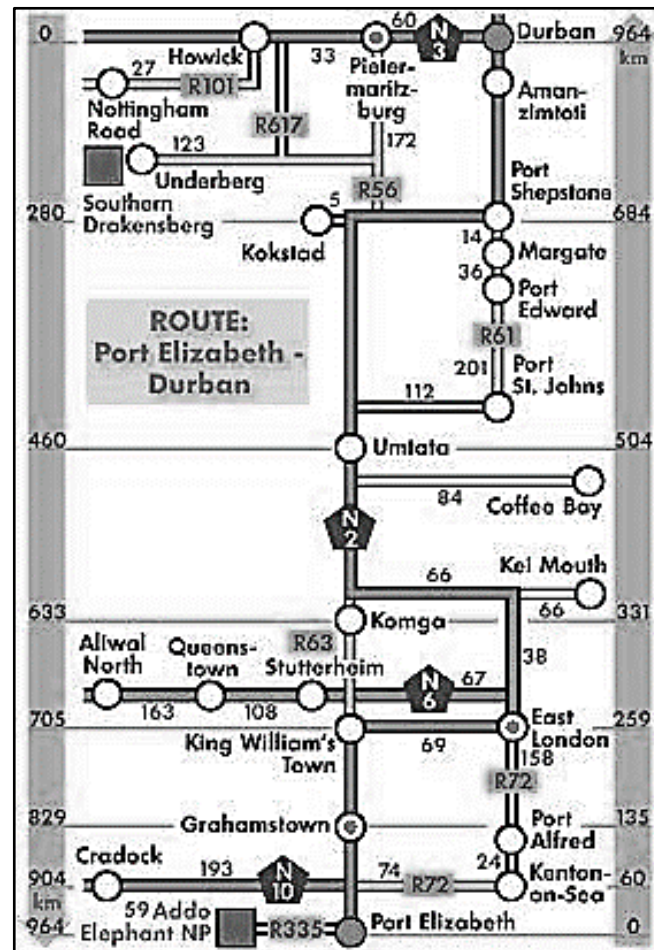 0
60
N
3
Durban
964
km
Howick
33
Pieter-
maritz-
burg
27
R101
Nottingham
Road
Aman-
zimtoti
R617
172
123
Underberg
Southern
Drakensberg
R56
Port
Shepstone
280
5
Kokstad
684
14
Margate
36
Port
Edward
ROUTE:
Port Elizabeth -
Durban
R61
201
Port
St. Johns
112
460
Umtata
504
84
Coffee Bay
N
2
Kei Mouth
66
66
633
Komga
331
Aliwal
North
Queens-
town
R63
Stutterheim
38
N
6
67
163
108
705
King William's
Town
69
East
London
259
158
R72
829
Grahamstown
135
Port
Alfred
Cradock
193
N
10
74
R72
24
Kenton-
on-Sea
904
km
60
59 Addo
Elephant NP
R335
Port Elizabeth
964
0